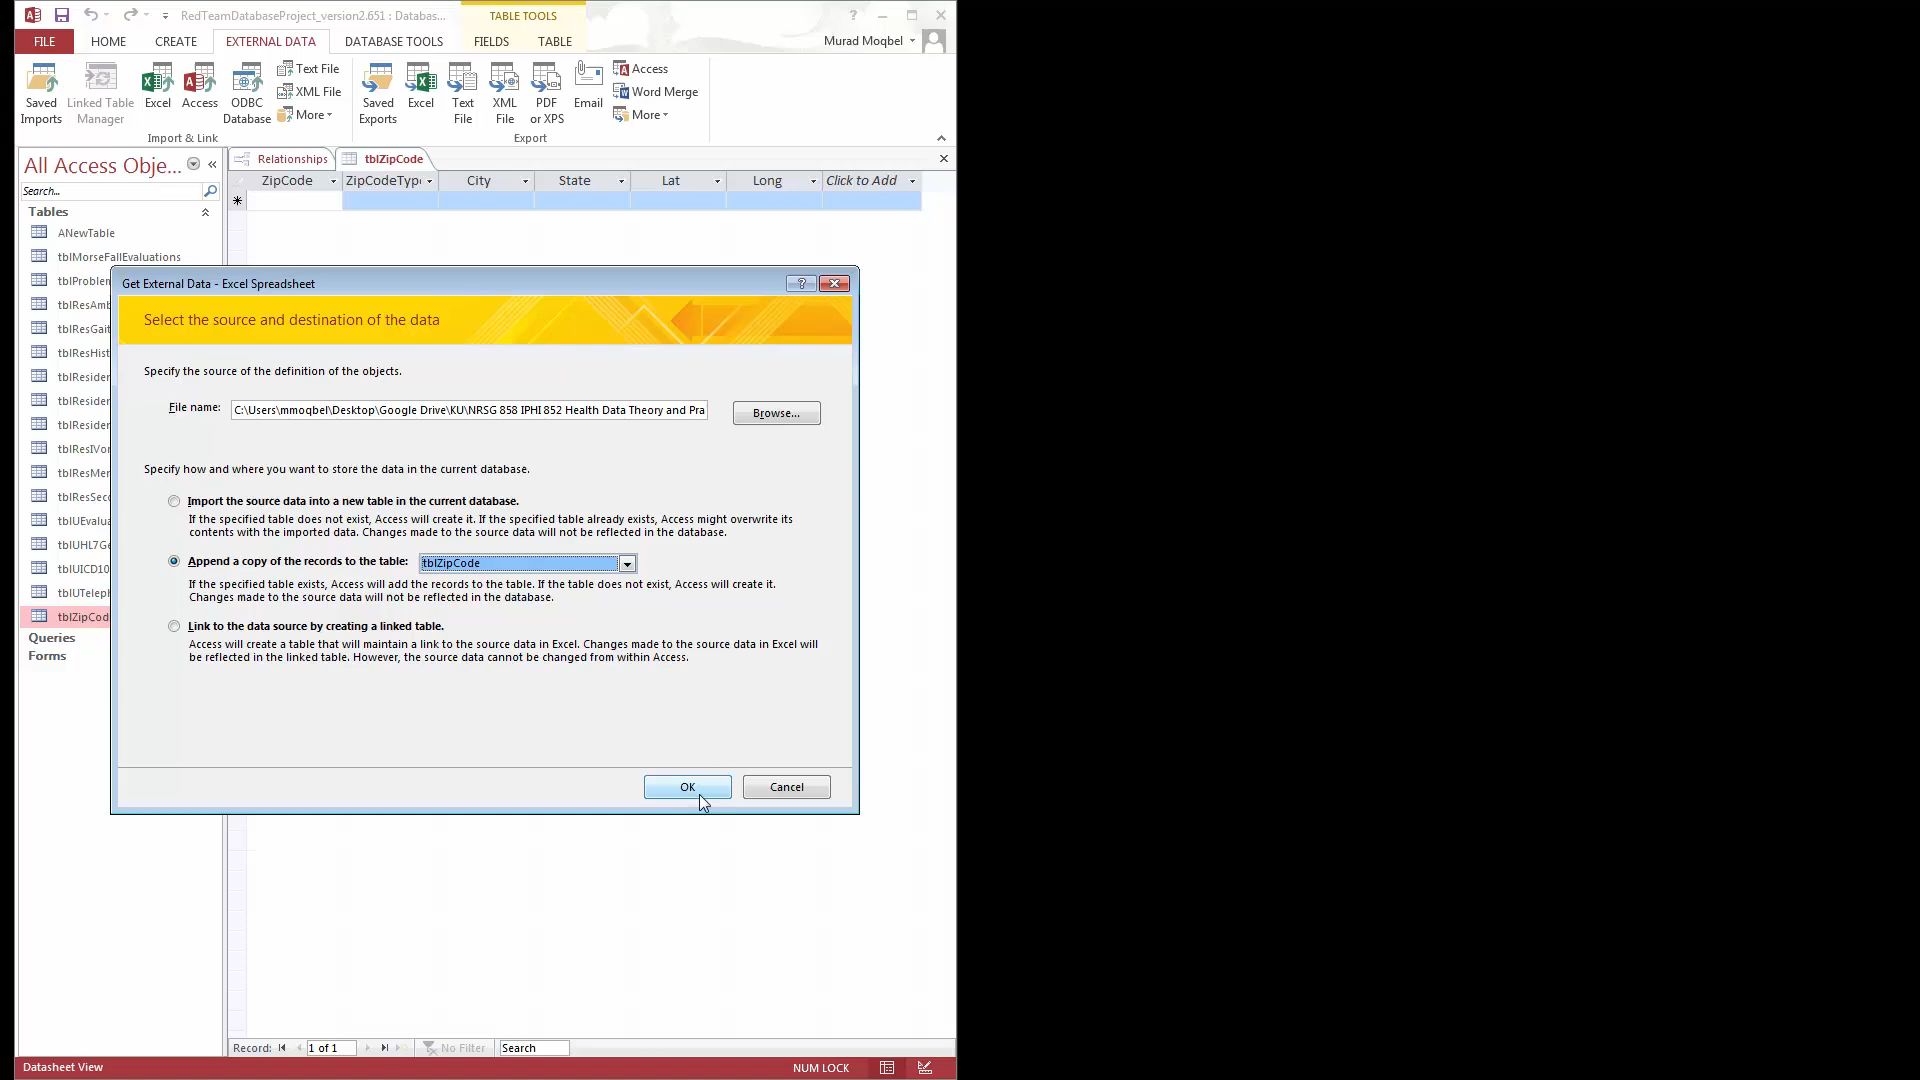 RedTeamDatabaseProject_version2.651 : Databas...
TABLE TOOLS
?
FILE
HOME
CREATE
EXTERNAL DATA
DATABASE TOOLS
FIELDS
TABLE
Murad Moqbel
Saved Imports
Linked Table Manager
Excel
Access
ODBC Database
Text File
XML File
More
Saved Exports
Excel
Text File
XML File
PDF or XPS
Email
Access
Word Merge
More
Import & Link
Export
All Access Obje...
Search...
Tables
ANewTable
tblMorseFallEvaluations
tblProblem
tblResAmb
tblResGait
tblResHist
tblResiden
tblResiden
tblResiden
tblResIVor
tblResMen
tblResSeco
tblUEvalua
tblUHL7Ge
tblUICD10
tblUTeleph
tblZipCod
Queries
Forms
Relationships
tblZipCode
ZipCode
ZipCodeTyp
City
State
Lat
Long
Click to Add
Get External Data - Excel Spreadsheet
?
Select the source and destination of the data
Specify the source of the definition of the objects.
File name:
C:\Users\mmoqbel\Desktop\Google Drive\KU\NRSG 858 IPHI 852 Health Data Theory and Pra
Browse...
Specify how and where you want to store the data in the current database.
Import the source data into a new table in the current database.
If the specified table does not exist, Access will create it. If the specified table already exists, Access might overwrite its
contents with the imported data. Changes made to the source data will not be reflected in the database.
Append a copy of the records to the table:
tblZipCode
If the specified table exists, Access will add the records to the table. If the table does not exist, Access will create it.
Changes made to the source data will not be reflected in the database.
Link to the data source by creating a linked table.
Access will create a table that will maintain a link to the source data in Excel. Changes made to the source data in Excel will
be reflected in the linked table. However, the source data cannot be changed from within Access.
OK
Cancel
Record:
1 of 1
No Filter
Search
Datasheet View
NUM LOCK